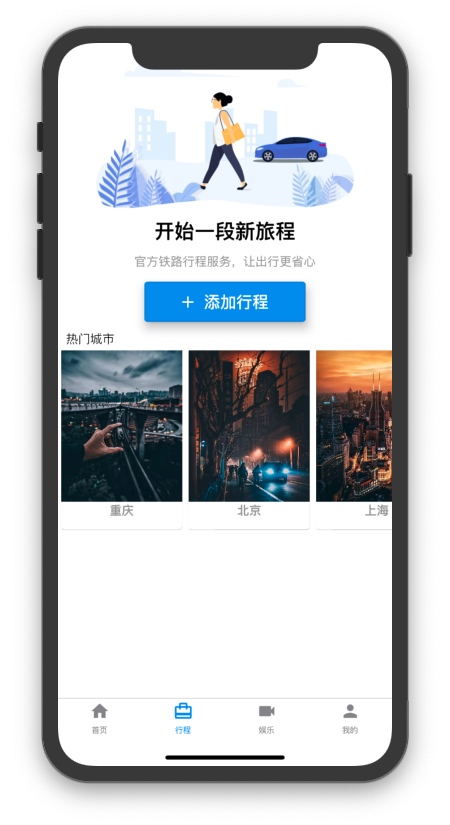 开始一段新旅程
官方铁路行程服务，让出行更省心
+ 添加行程
热门城市
重庆
北京
上海
首页
行程
娱乐
我的